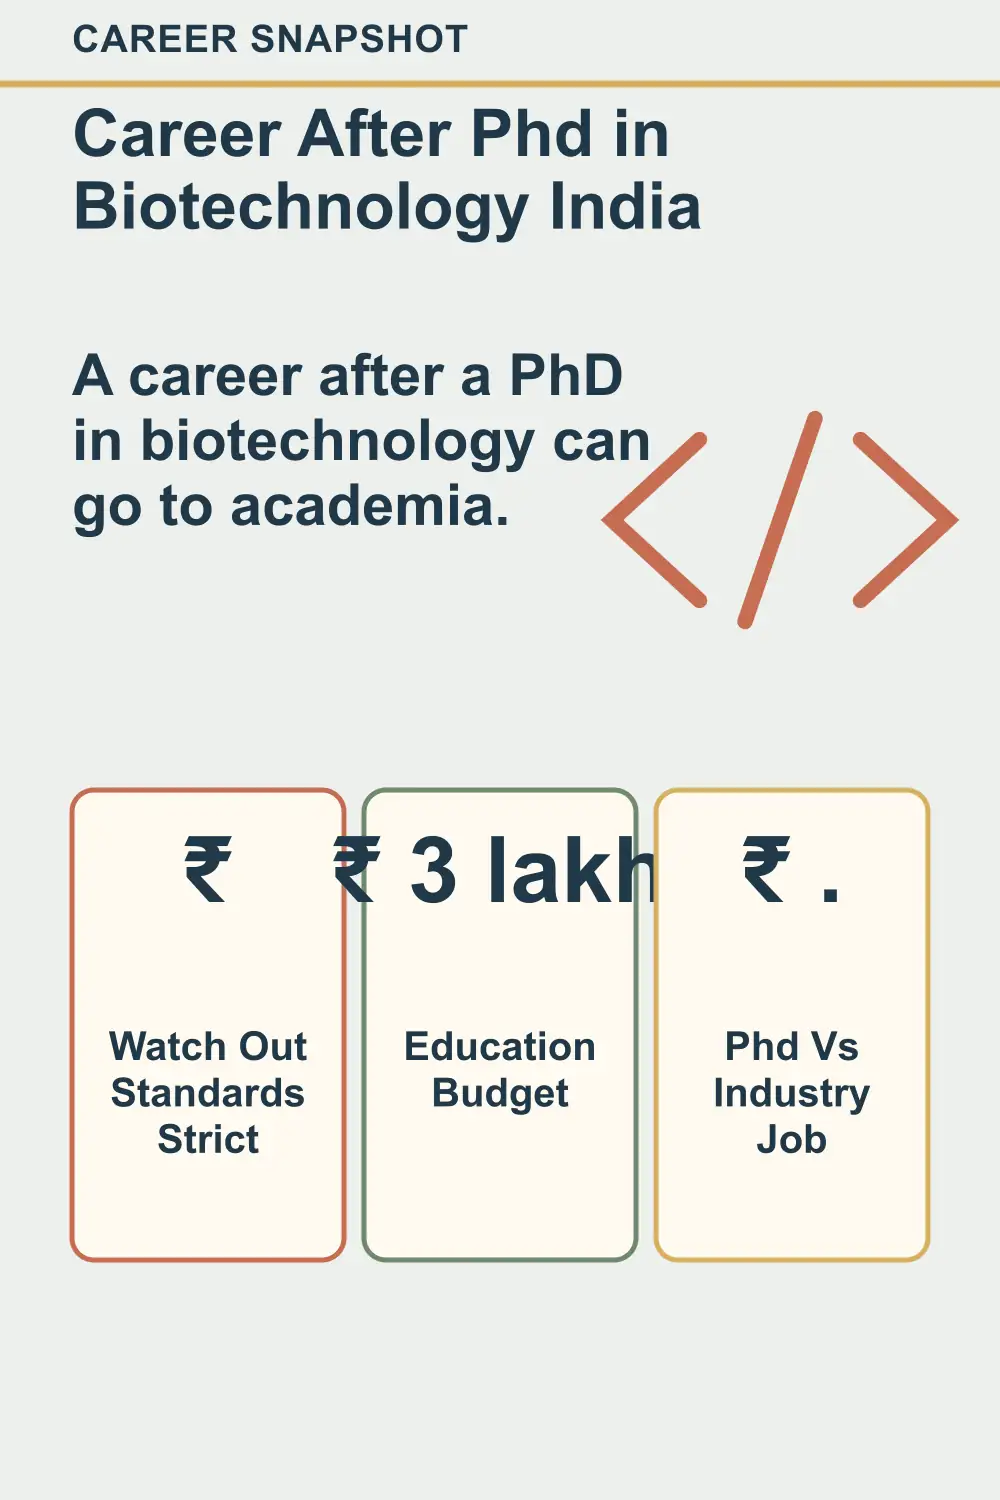 CAREER SNAPSHOT
Career After Phd in
Biotechnology India
A career after a PhD
in biotechnology can
go to academia.
₹
₹ 3 lakh
₹ .
Watch Out
Standards
Strict
Education
Budget
Phd Vs
Industry
Job